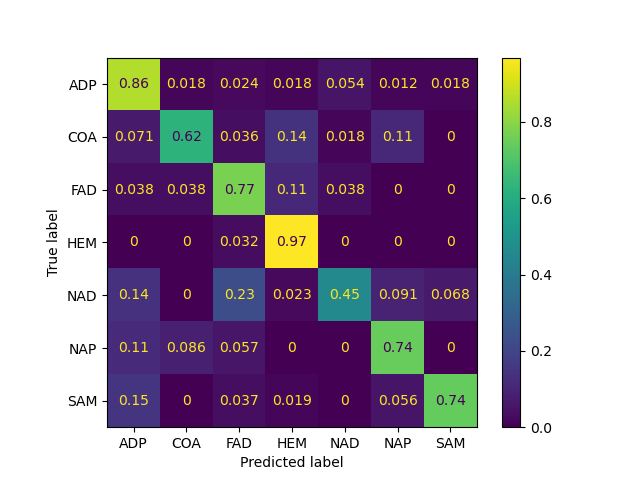 ADP 0.86 0.018 0.024 0.018 0.054 0.012 0.018
COA 0.071 0.62 0.036 0.14 0.018 0.11 0
FAD 0.038 0.038 0.77 0.11 0.038 0 0
HEM 0 0 0.032 0.97 0 0 0
NAD 0.14 0 0.23 0.023 0.45 0.091 0.068
NAP 0.11 0.086 0.057 0 0 0.74 0
SAM 0.15 0 0.037 0.019 0 0.056 0.74
ADP COA FAD HEM NAD NAP SAM
Predicted label
True label
0.8
0.6
0.4
0.2
0.0